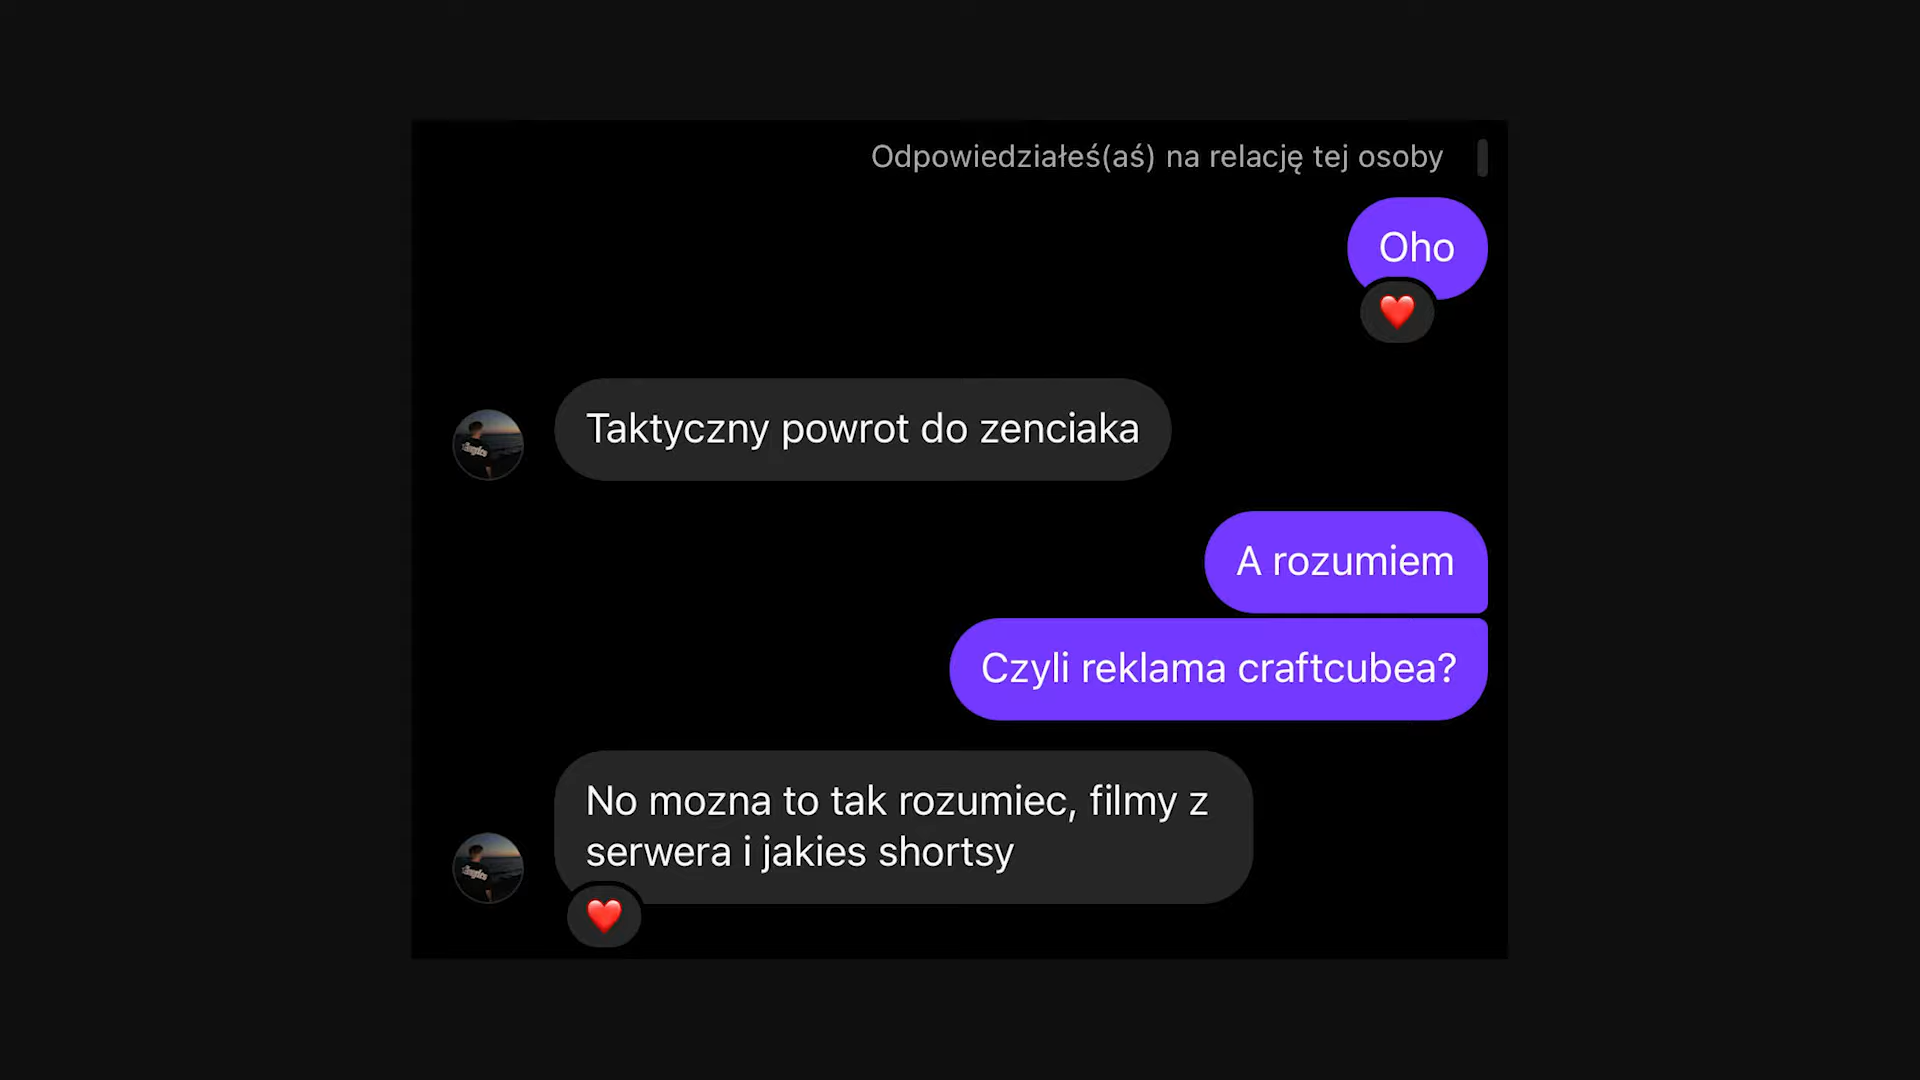 Odpowiedziałeś(aś) na relację tej osoby
Oho
Taktyczny powrot do zenciaka
A rozumiem
Czyli reklama craftcubea?
No mozna to tak rozumiec, filmy z
serwera i jakies shortsy